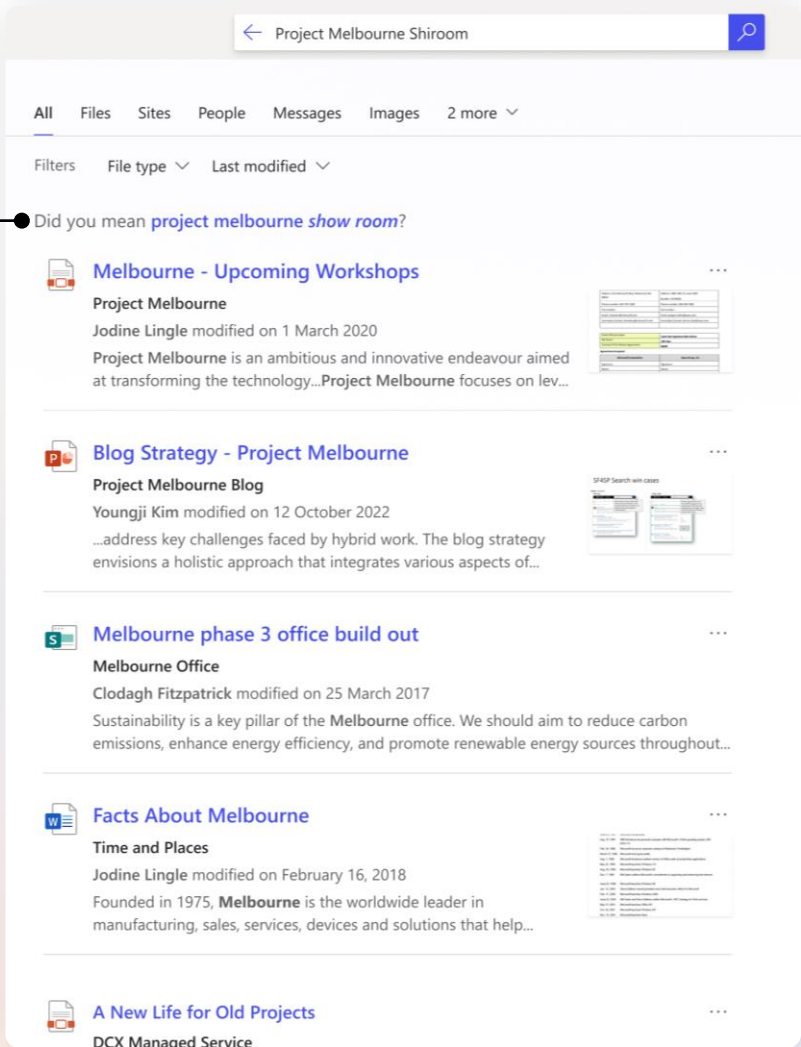 Project Melbourne Shiroom
All Files Sites People Messages Images 2 more
Filters File type Last modified
Did you mean project melbourne show room?
Melbourne - Upcoming Workshops
Project Melbourne
Jodine Lingle modified on 1 March 2020
Project Melbourne is an ambitious and innovative endeavour aimed
at transforming the technology...Project Melbourne focuses on lev...
Blog Strategy - Project Melbourne
Project Melbourne Blog
Youngji Kim modified on 12 October 2022
...address key challenges faced by hybrid work. The blog strategy
envisions a holistic approach that integrates various aspects of...
SF4SP Search win cases
Melbourne phase 3 office build out
Melbourne Office
Clodagh Fitzpatrick modified on 25 March 2017
Sustainability is a key pillar of the Melbourne office. We should aim to reduce carbon
emissions, enhance energy efficiency, and promote renewable energy sources throughout...
Facts About Melbourne
Time and Places
Jodine Lingle modified on February 16, 2018
Founded in 1975, Melbourne is the worldwide leader in
manufacturing, sales, services, devices and solutions that help...
A New Life for Old Projects
DCX Managed Service